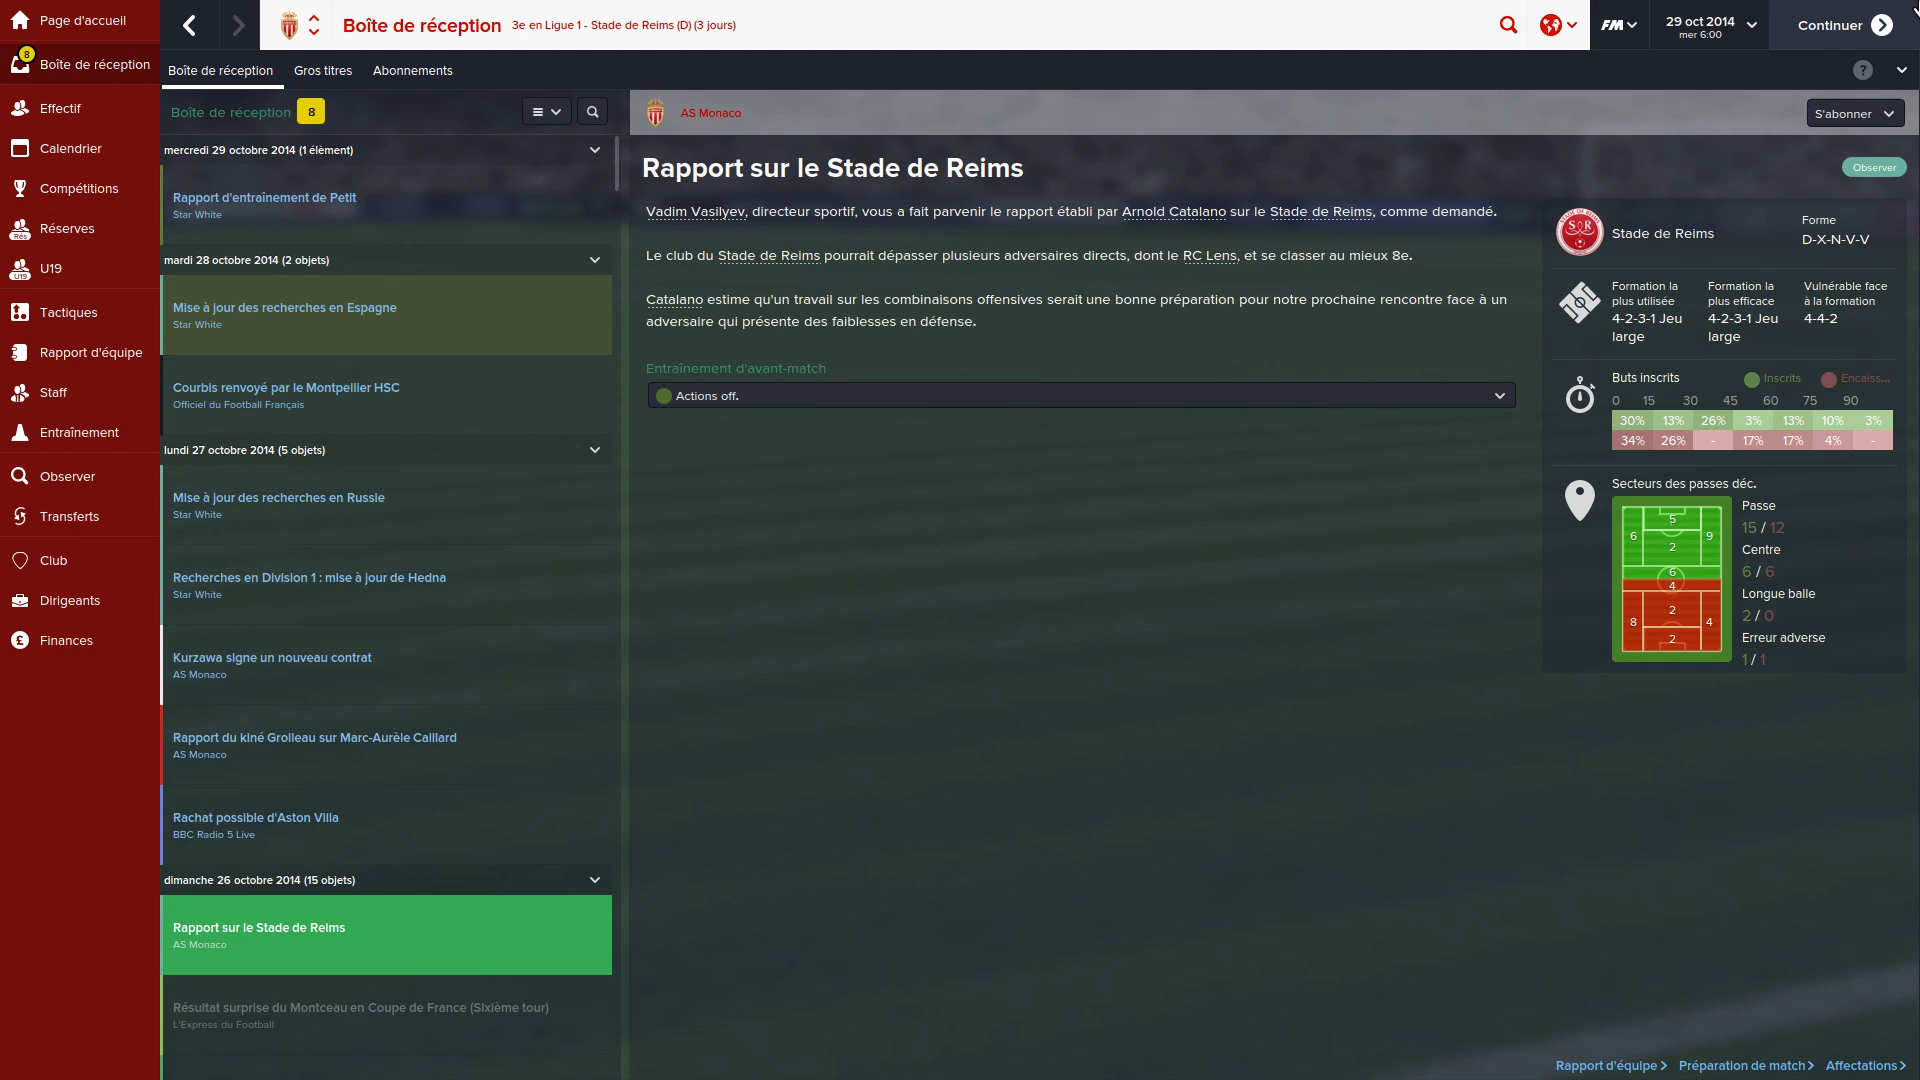 Page d'accueil
8
Boîte de réception
Effectif
Calendrier
Compétitions
Rés
Réserves
U19
U19
Tactiques
Rapport d'équipe
Staff
Entraînement
Observer
Transferts
Club
Dirigeants
£
Finances
Boîte de réception
3e en Ligue 1 - Stade de Reims (D) (3 jours)
FM
29 oct 2014
mer 6:00
Continuer
Boîte de réception
Gros titres
Abonnements
?
Boîte de réception
8
mercredi 29 octobre 2014 (1 élément)
Rapport d'entraînement de Petit
Star White
mardi 28 octobre 2014 (2 objets)
Mise à jour des recherches en Espagne
Star White
Courbis renvoyé par le Montpellier HSC
Officiel du Football Français
lundi 27 octobre 2014 (5 objets)
Mise à jour des recherches en Russie
Star White
Recherches en Division 1 : mise à jour de Hedna
Star White
Kurzawa signe un nouveau contrat
AS Monaco
Rapport du kiné Grolleau sur Marc-Aurèle Caillard
AS Monaco
Rachat possible d'Aston Villa
BBC Radio 5 Live
dimanche 26 octobre 2014 (15 objets)
Rapport sur le Stade de Reims
AS Monaco
Résultat surprise du Montceau en Coupe de France (Sixième tour)
L'Express du Football
AS Monaco
S'abonner
Rapport sur le Stade de Reims
Observer
Vadim Vasilyev, directeur sportif, vous a fait parvenir le rapport établi par Arnold Catalano sur le Stade de Reims, comme demandé.
Le club du Stade de Reims pourrait dépasser plusieurs adversaires directs, dont le RC Lens, et se classer au mieux 8e.
Catalano estime qu'un travail sur les combinaisons offensives serait une bonne préparation pour notre prochaine rencontre face à un
adversaire qui présente des faiblesses en défense.
Entraînement d'avant-match
Actions off.
Stade de Reims
Forme
D-X-N-V-V
Formation la
plus utilisée
4-2-3-1 Jeu
large
Formation la
plus efficace
4-2-3-1 Jeu
large
Vulnérable face
à la formation
4-4-2
Buts inscrits
Inscrits
Encaiss...
0 15 30 45 60 75 90
30% 13% 26% 3% 13% 10% 3%
34% 26% - 17% 17% 4% -
Secteurs des passes déc.
5
6
9
2
6
4
2
8
4
2
Passe
15 / 12
Centre
6 / 6
Longue balle
2 / 0
Erreur adverse
1 / 1
Rapport d'équipe
Préparation de match
Affectations